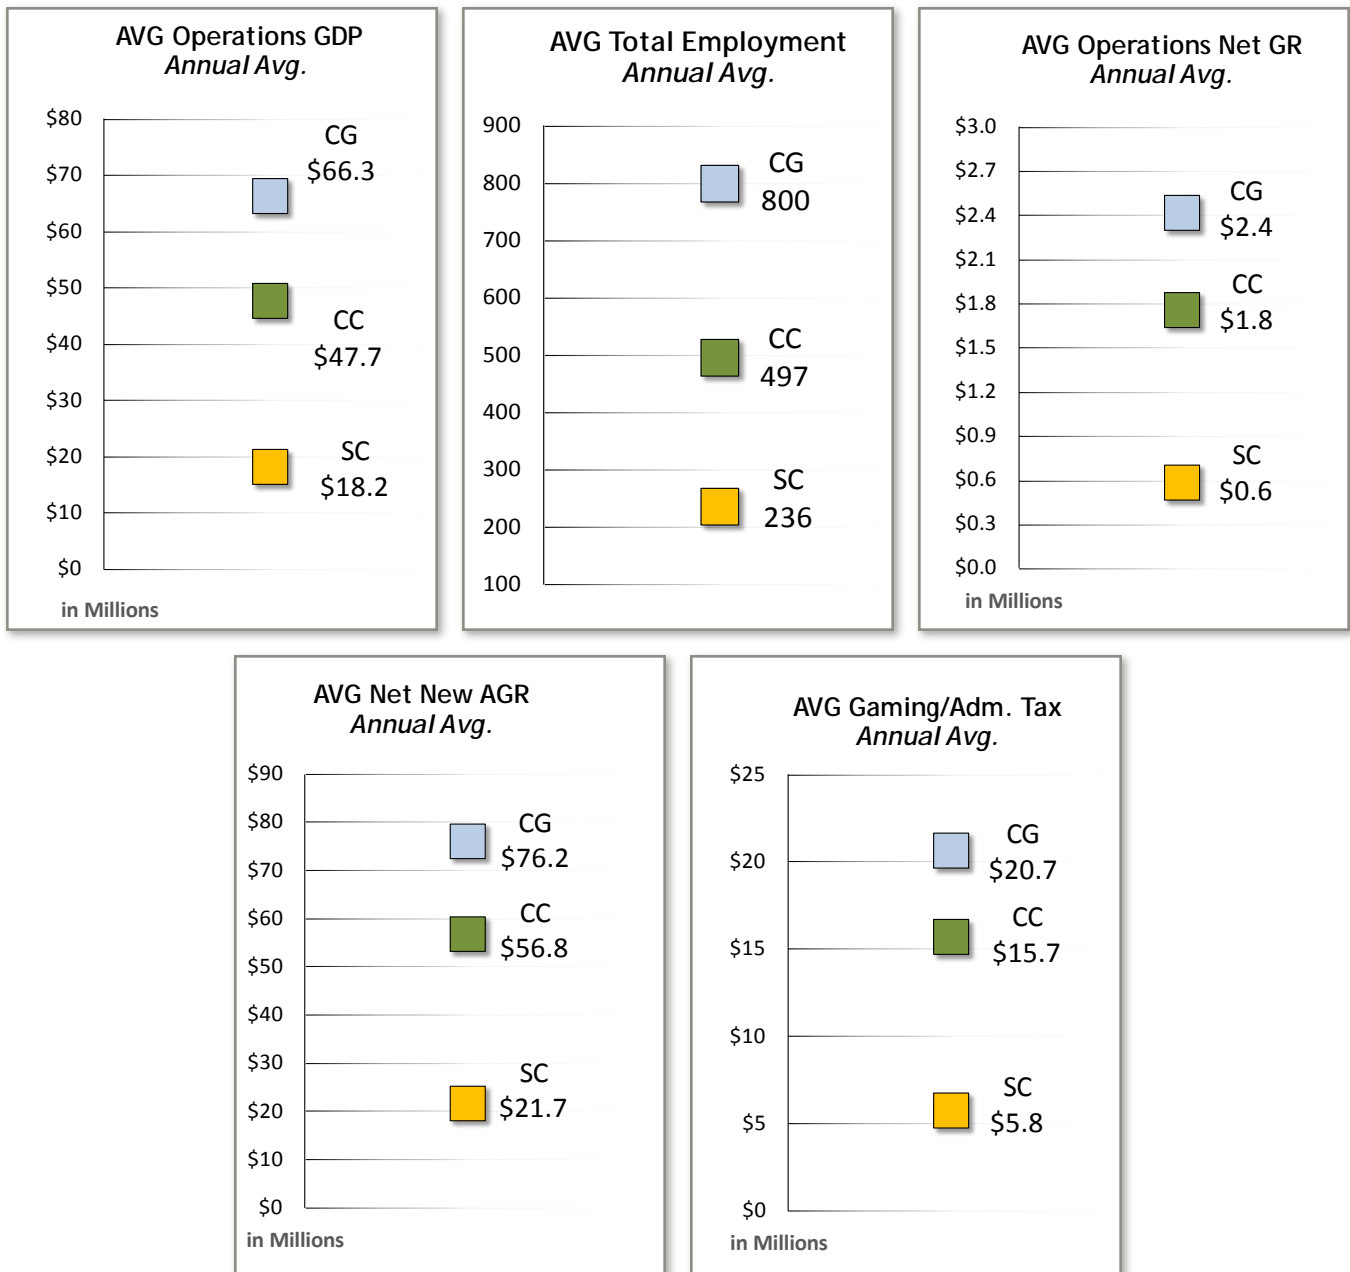 AVG Operations GDP
Annual Avg.
$80
$70
$60
$50
$40
$30
$20
$10
$0
CG
$66.3
CC
$47.7
SC
$18.2
in Millions
AVG Total Employment
Annual Avg.
900
800
700
600
500
400
300
200
100
CG
800
CC
497
SC
236
AVG Operations Net GR
Annual Avg.
$3.0
$2.7
$2.4
$2.1
$1.8
$1.5
$1.2
$0.9
$0.6
$0.3
$0.0
CG
$2.4
CC
$1.8
SC
$0.6
in Millions
AVG Net New AGR
Annual Avg.
$90
$80
$70
$60
$50
$40
$30
$20
$10
$0
CG
$76.2
CC
$56.8
SC
$21.7
in Millions
AVG Gaming/Adm. Tax
Annual Avg.
$25
$20
$15
$10
$5
$0
CG
$20.7
CC
$15.7
SC
$5.8
in Millions